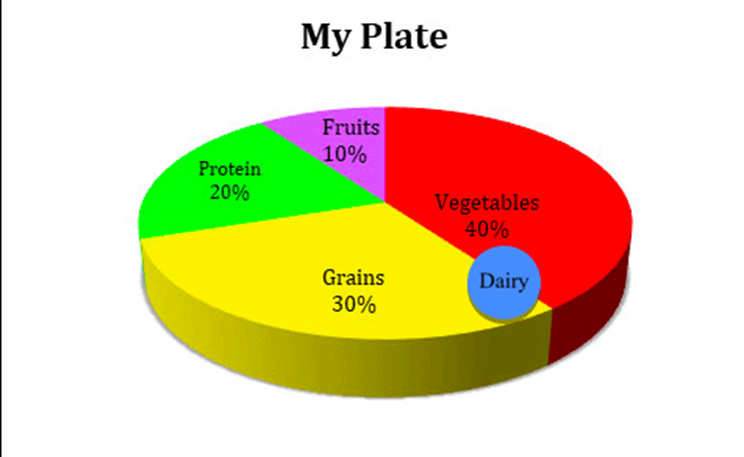 My Plate
Fruits
10%
Protein
20%
Vegetables
40%
Grains
30%
Dairy